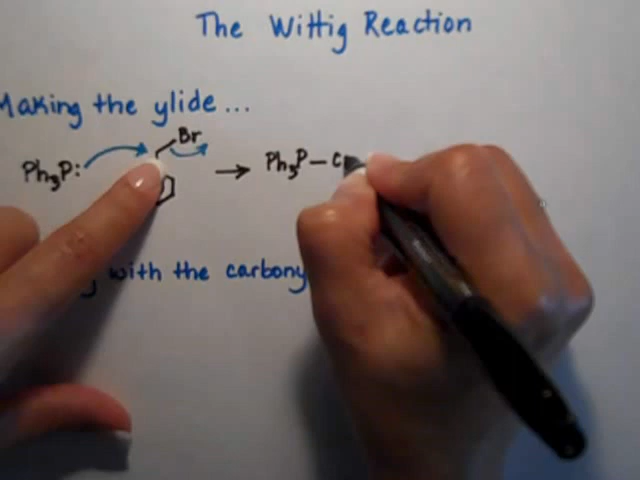 The Wittig Reaction
Making the ylide...
Br
Ph3P: → Ph3P—C
with the carbony